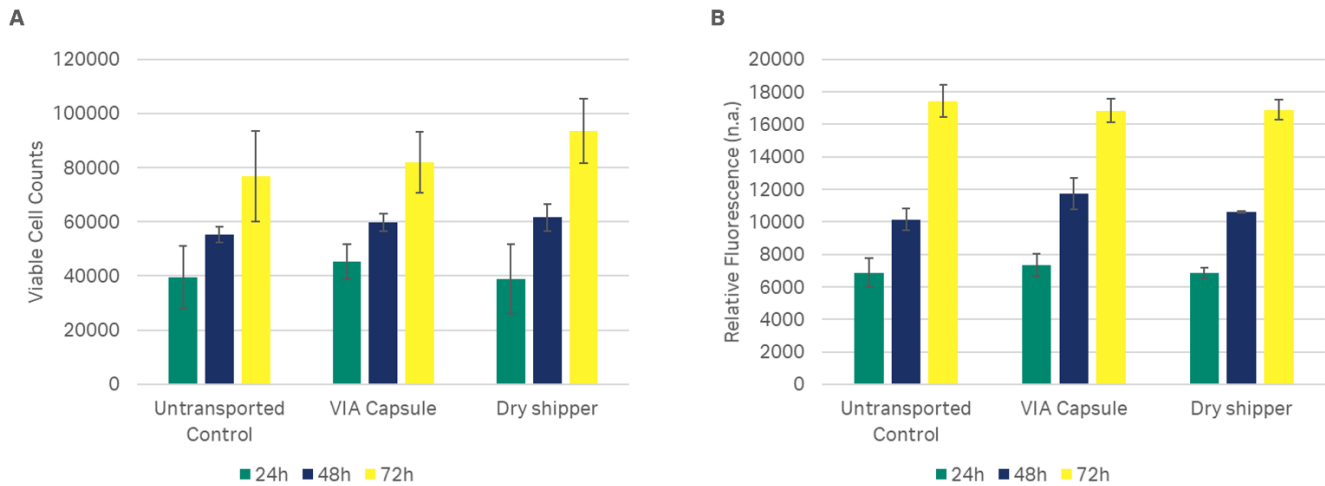 A
Viable Cell Counts
120000
100000
80000
60000
40000
20000
0
Untransported
Control
VIA Capsule
Dry shipper
24h 48h 72h
B
Relative Fluorescence (n.a.)
20000
18000
16000
14000
12000
10000
8000
6000
4000
2000
0
Untransported
Control
VIA Capsule
Dry shipper
24h 48h 72h